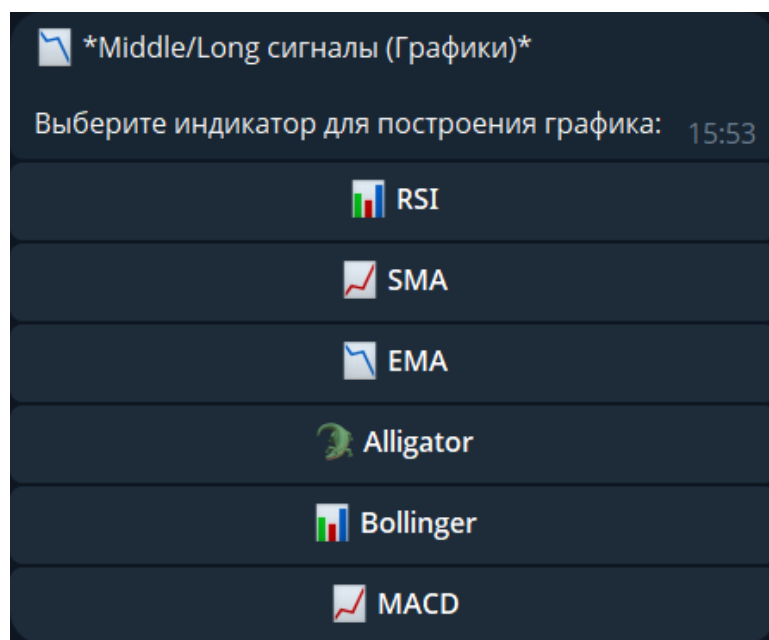 *Middle/Long сигналы (Графики)*
Выберите индикатор для построения графика: 15:53
RSI
SMA
EMA
Alligator
Bollinger
MACD